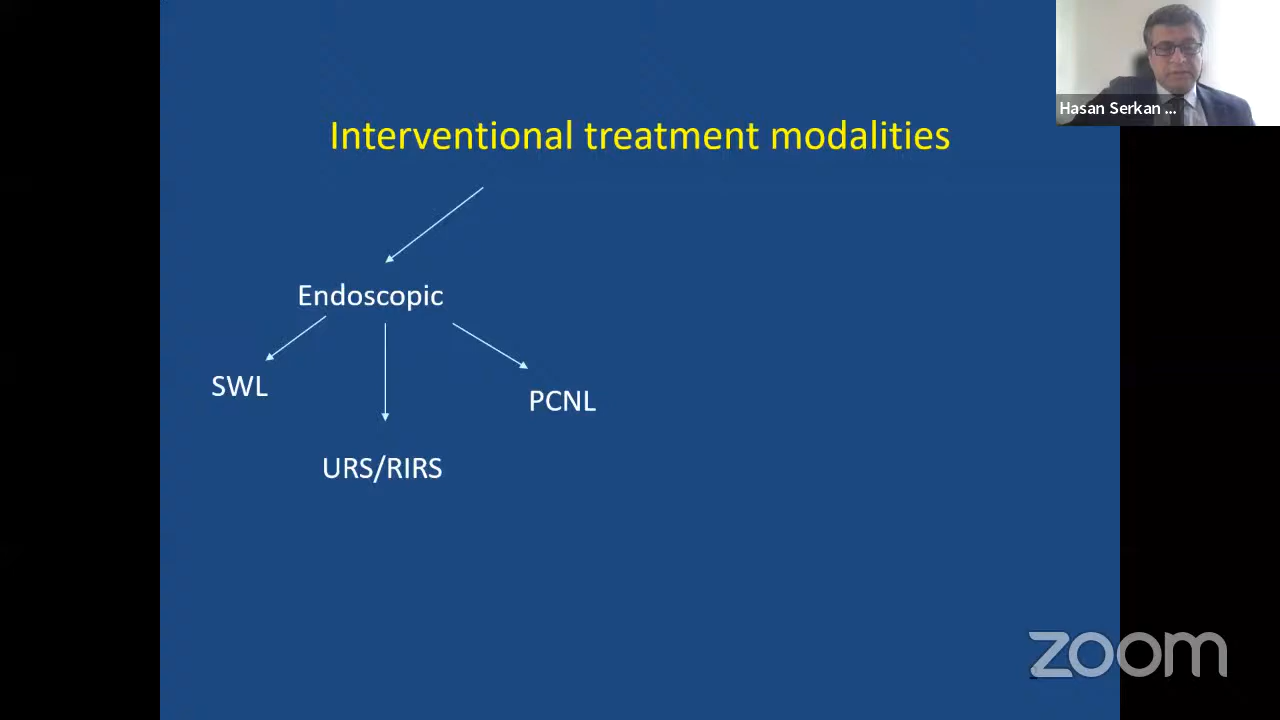 Hasan Serkan ...
Interventional treatment modalities
Endoscopic
SWL
PCNL
URS/RIRS
zoom